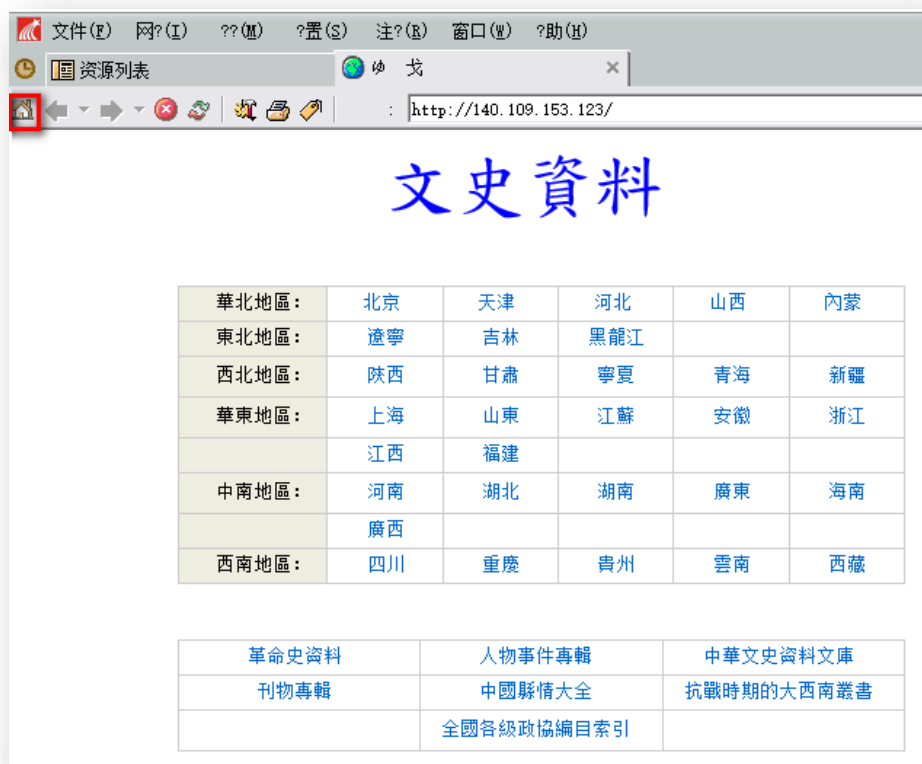 文件(F) 网?(I) ??(M) ?置(S) 注?(R) 窗口(W) ?助(H)
资源列表 ゆ 戈
: http://140.109.153.123/
文史資料
華北地區: 北京 天津 河北 山西 內蒙
東北地區: 遼寧 吉林 黑龍江
西北地區: 陝西 甘肅 寧夏 青海 新疆
華東地區: 上海 山東 江蘇 安徽 浙江
江西 福建
中南地區: 河南 湖北 湖南 廣東 海南
廣西
西南地區: 四川 重慶 貴州 雲南 西藏
革命史資料 人物事件專輯 中華文史資料文庫
刊物專輯 中國縣情大全 抗戰時期的大西南叢書
全國各級政協編目索引